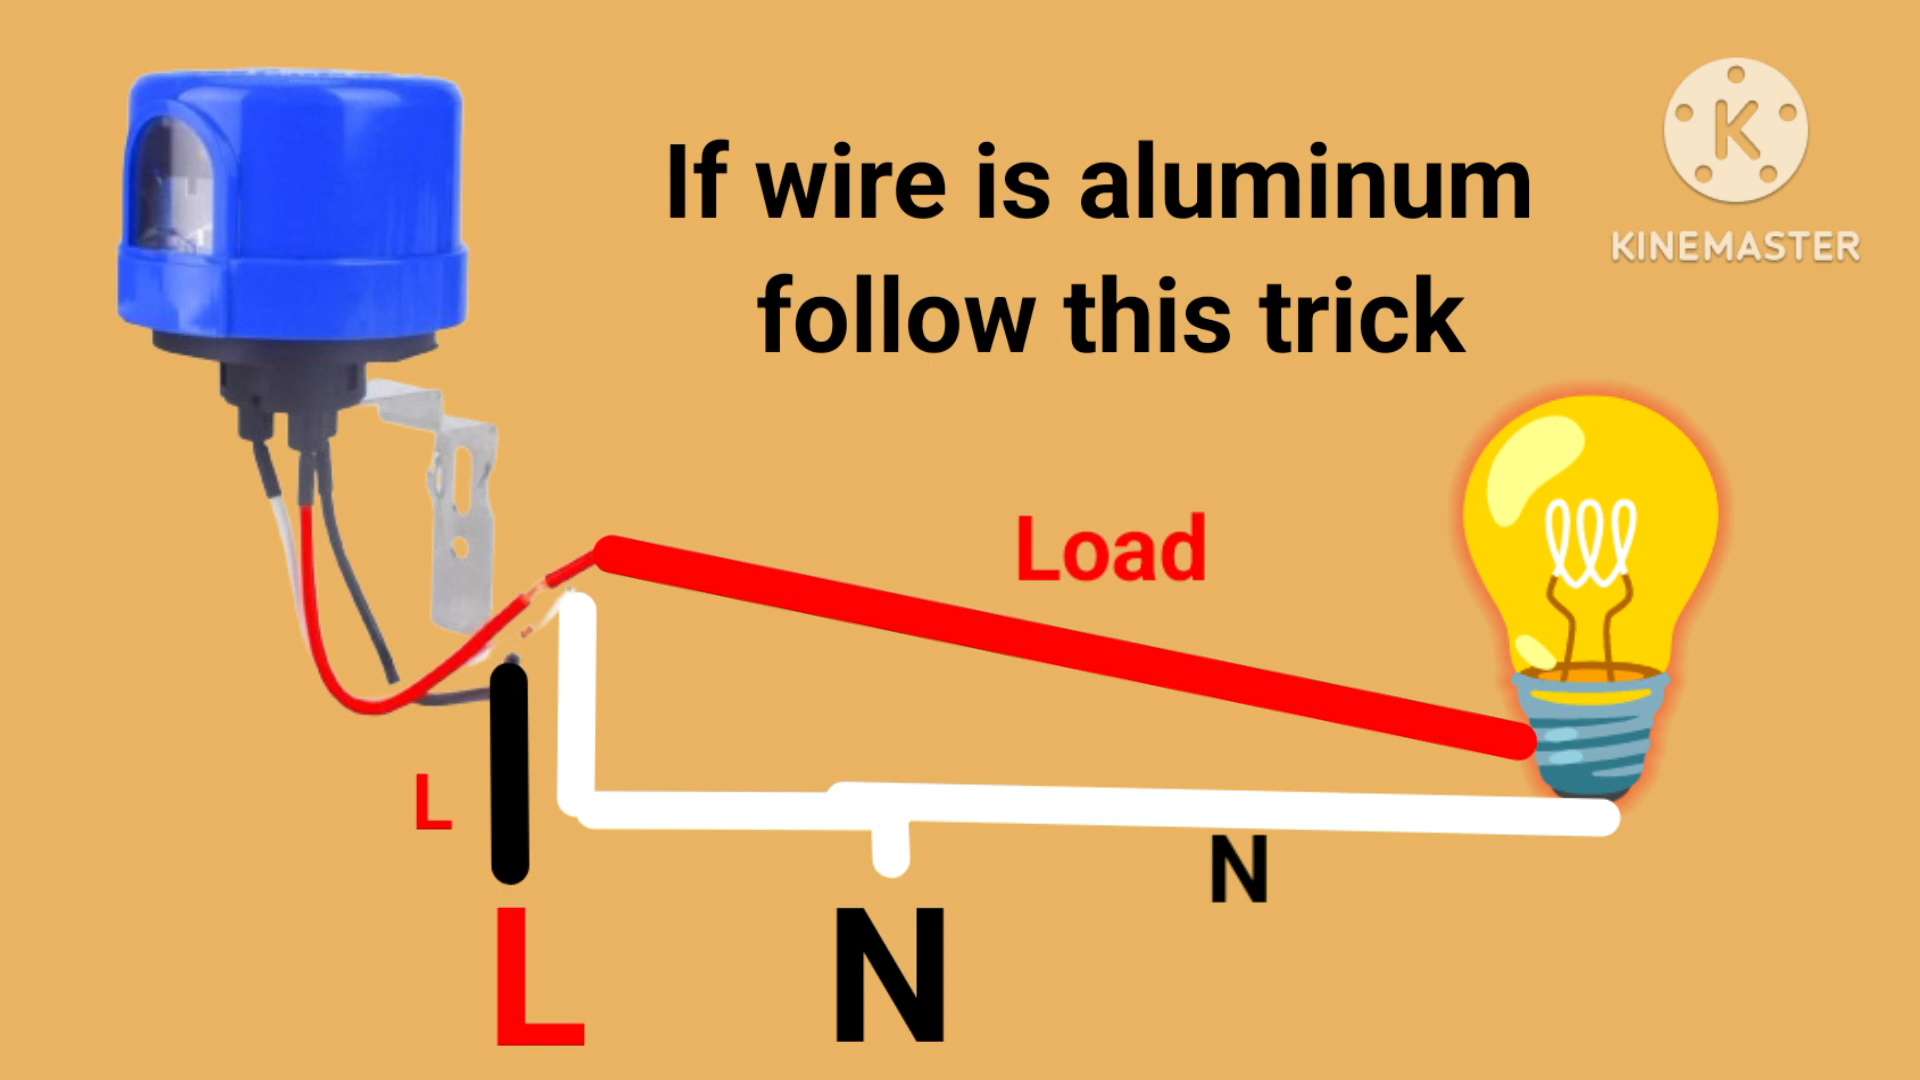 If wire is aluminum
follow this trick
K
KINEMASTER
Load
L
N
L
N